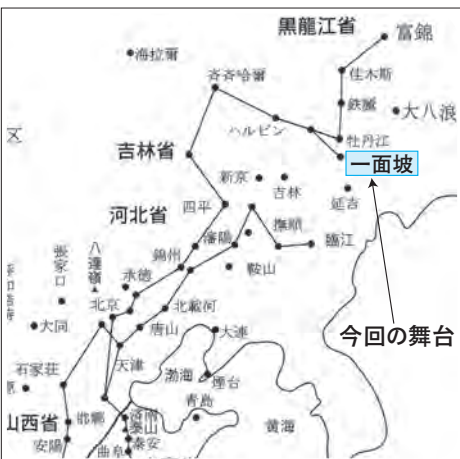 黒龍江省
富錦
海拉爾
佳木斯
斉斉哈爾
鉄驪
大八浪
ハルビン
牡丹江
区
吉林省
一面坡
新京
吉林
延吉
四平
河北省
撫順
瀋陽
臨江
張家口
八達嶺
錦州
承徳
鞍山
北京
北載河
大同
唐山
大連
今回の舞台
石家荘
天津
渤海
煙台
山西省
邯鄲
済南
青島
黄海
泰山
安陽
泰安
曲阜